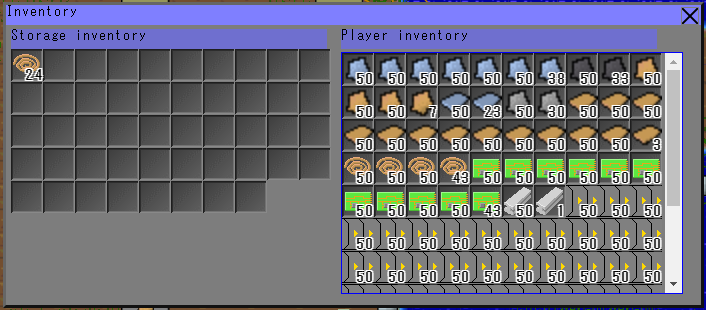 Inventory
Storage inventory Player inventory
24 50 50 50 50 50 50 38 50 33 50
50 50 7 50 23 50 30 50 50 50
50 50 50 50 50 50 50 50 50 3
50 50 50 43 50 50 50 50 50 50
50 50 50 50 43 50 1 50 50 50
50 50 50 50 50 50 50 50 50 50
50 50 50 50 50 50 50 50 50 50